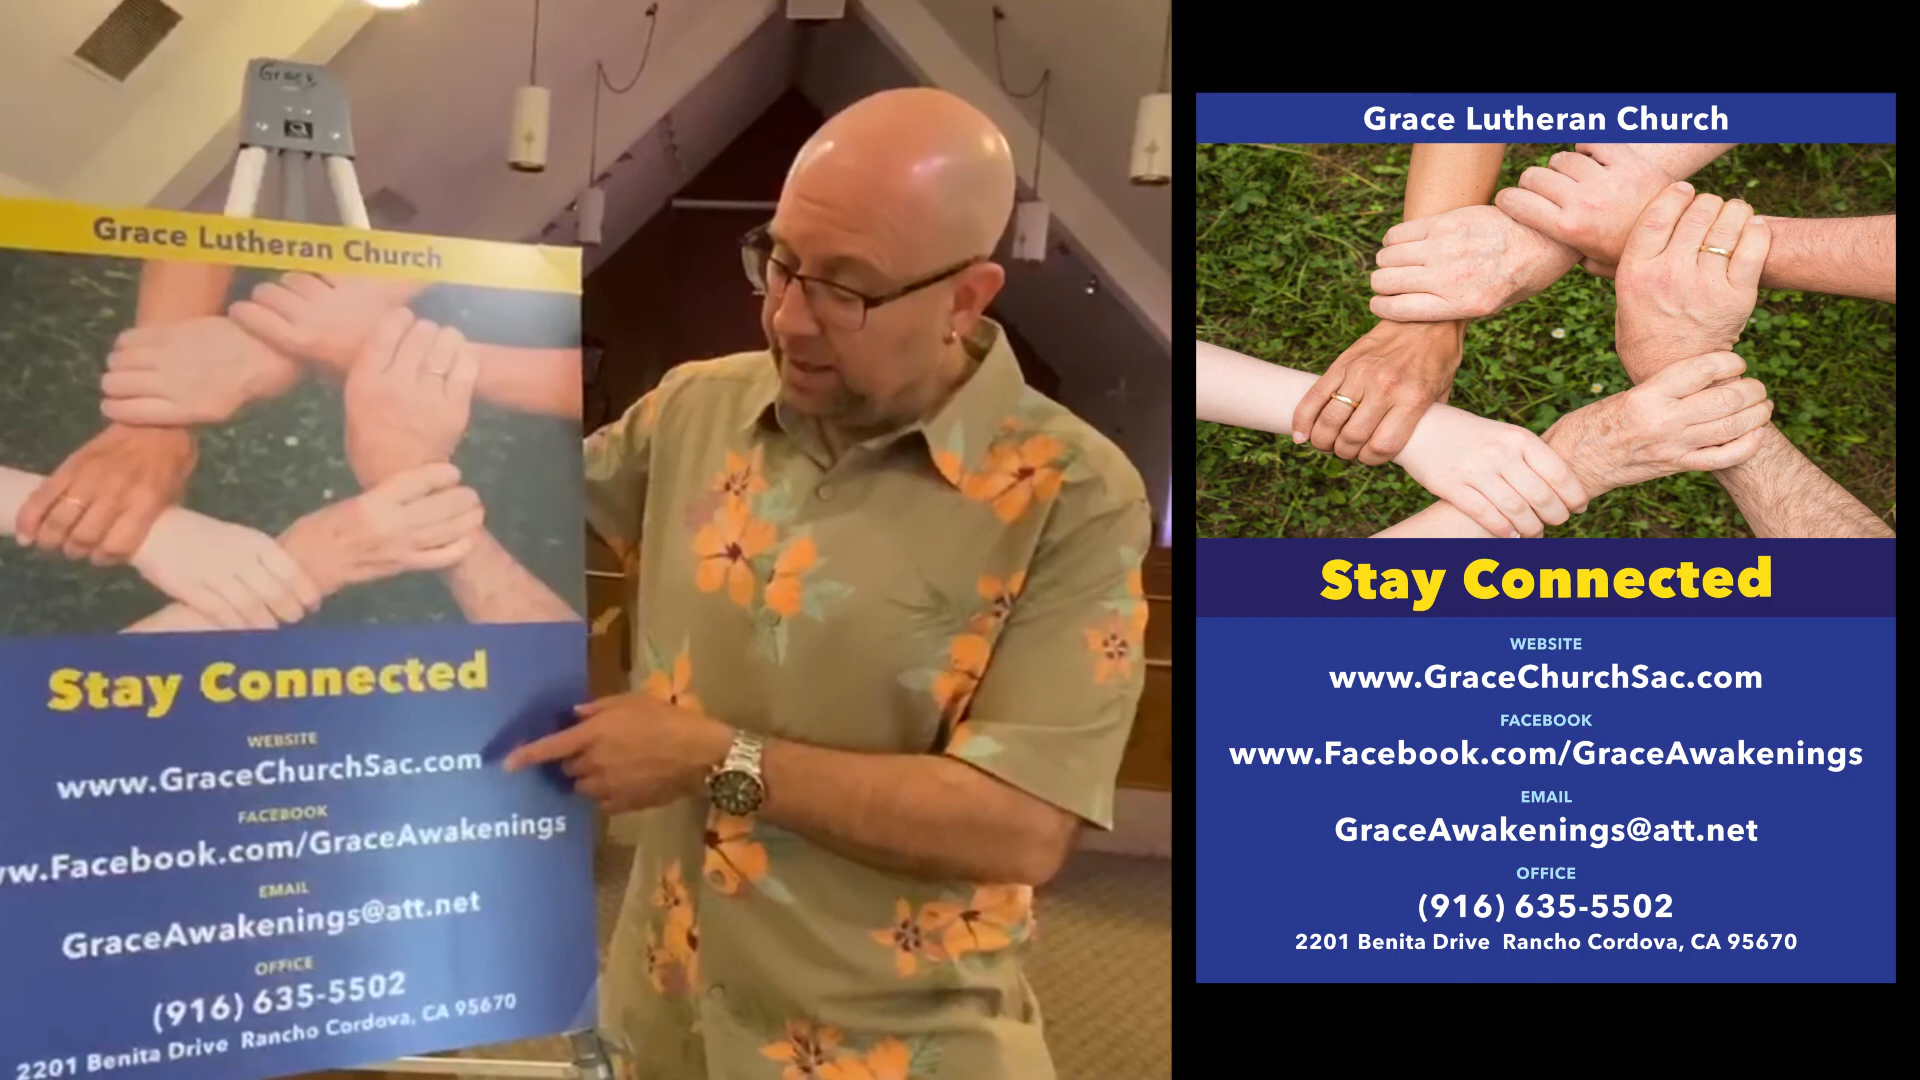 Grace
Grace Lutheran Church
Stay Connected
WEBSITE
www.GraceChurchSac.com
FACEBOOK
ww.Facebook.com/GraceAwakenings
EMAIL
GraceAwakenings@att.net
OFFICE
(916) 635-5502
2201 Benita Drive Rancho Cordova, CA 95670
Grace Lutheran Church
Stay Connected
WEBSITE
www.GraceChurchSac.com
FACEBOOK
www.Facebook.com/GraceAwakenings
EMAIL
GraceAwakenings@att.net
OFFICE
(916) 635-5502
2201 Benita Drive Rancho Cordova, CA 95670